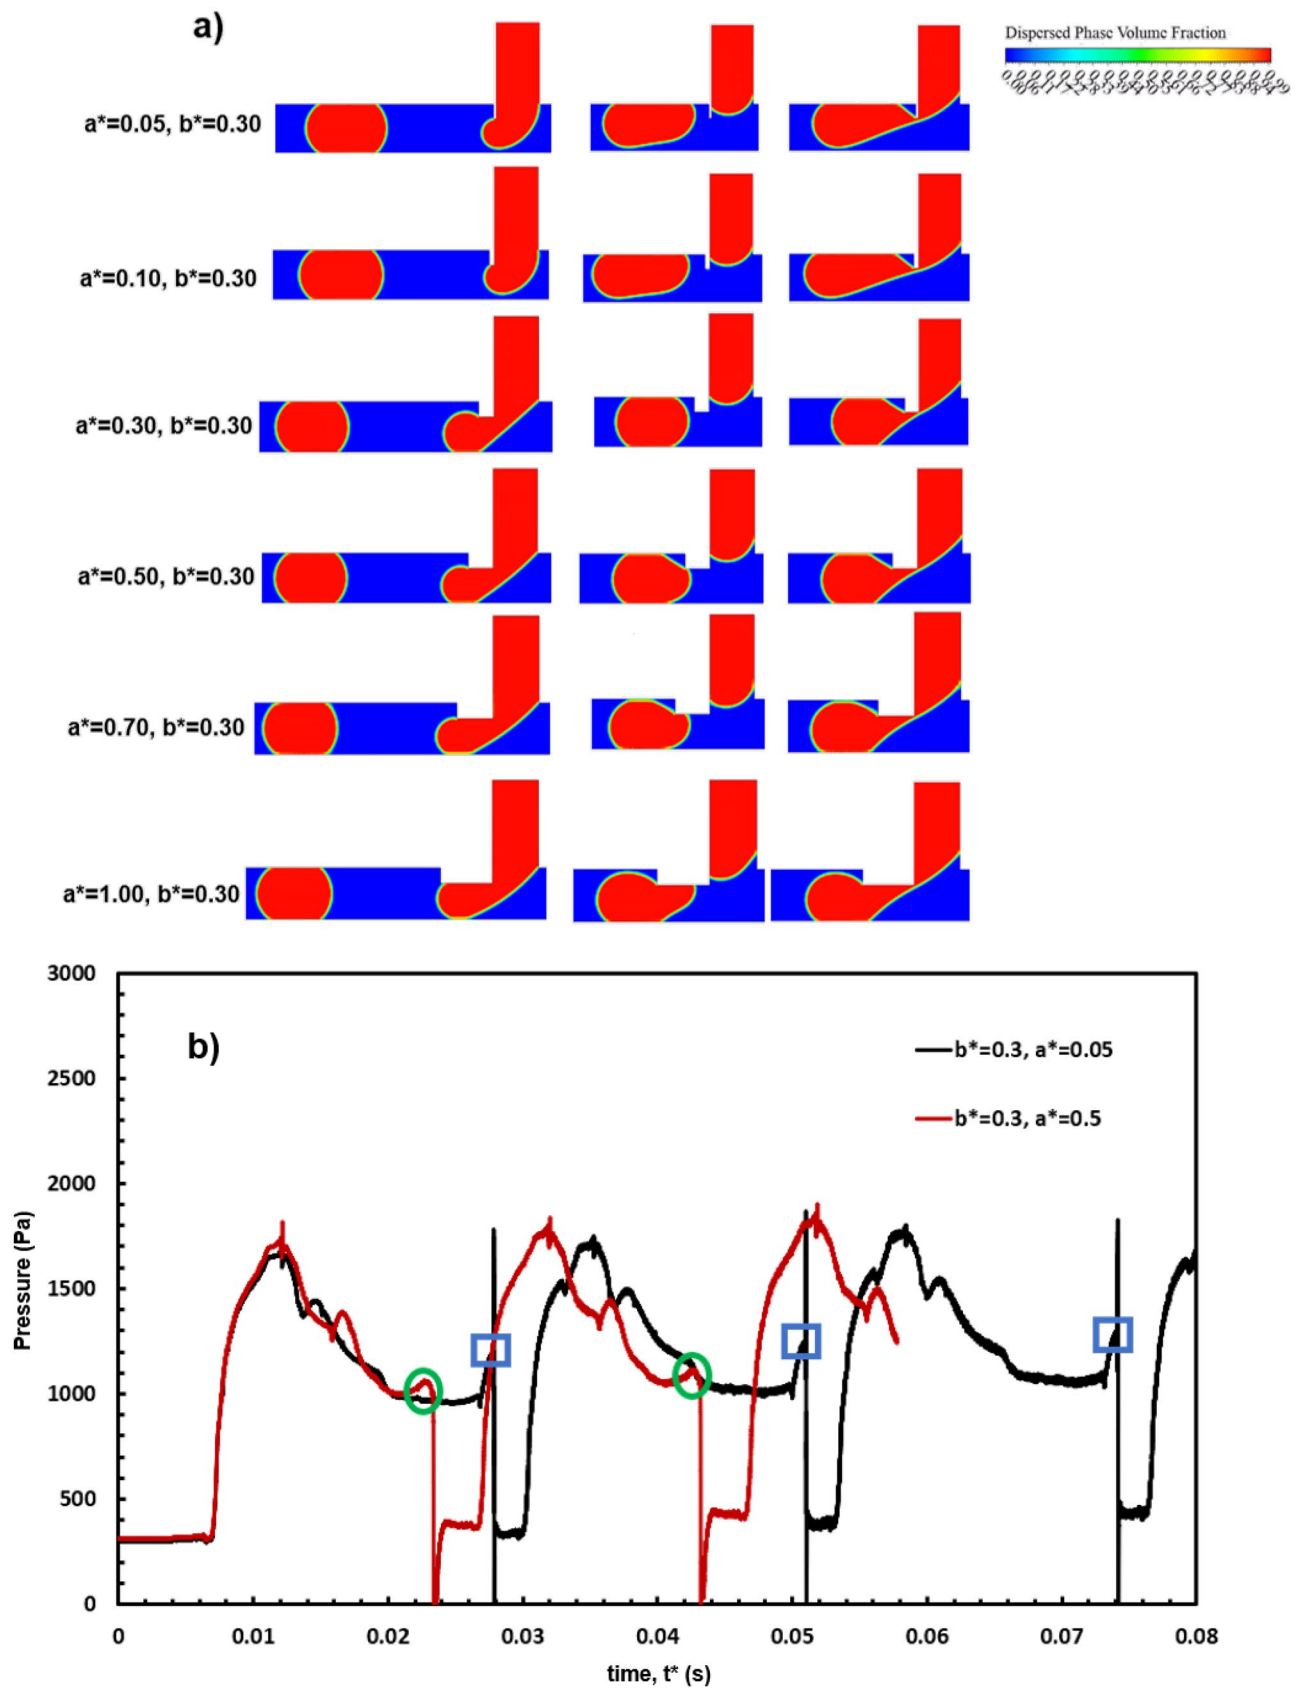 a)
Dispersed Phase Volume Fraction
a*=0.05, b*=0.30
a*=0.10, b*=0.30
a*=0.30, b*=0.30
a*=0.50, b*=0.30
a*=0.70, b*=0.30
a*=1.00, b*=0.30
b)
3000
2500
2000
1500
1000
500
0
Pressure (Pa)
b*=0.3, a*=0.05
b*=0.3, a*=0.5
0 0.01 0.02 0.03 0.04 0.05 0.06 0.07 0.08
time, t* (s)